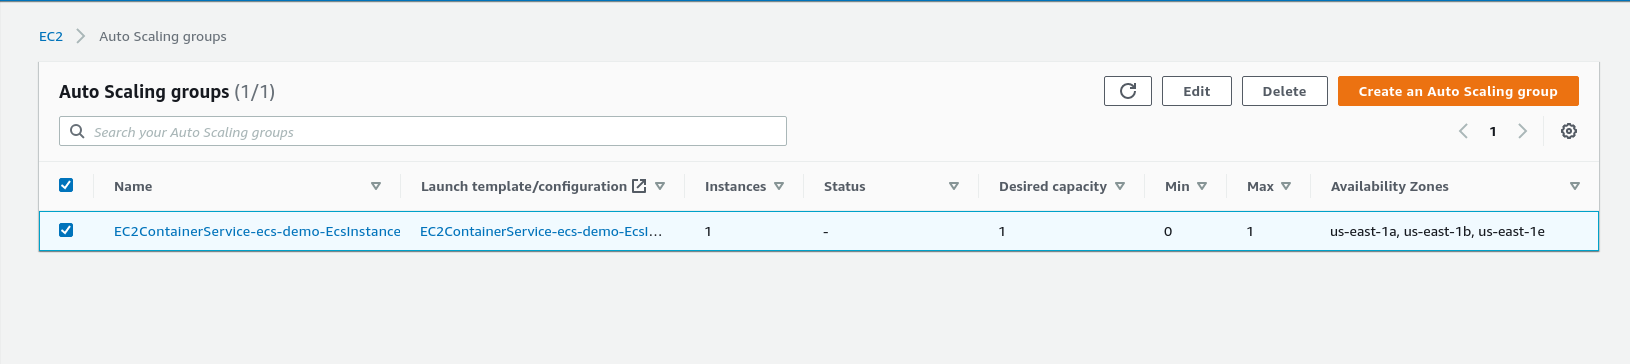 EC2 Auto Scaling groups
Auto Scaling groups (1/1) Edit Delete Create an Auto Scaling group
Search your Auto Scaling groups 1
Name Launch template/configuration Instances Status Desired capacity Min Max Availability Zones
EC2ContainerService-ecs-demo-EcsInstance EC2ContainerService-ecs-demo-EcsI... 1 - 1 0 1 us-east-1a, us-east-1b, us-east-1e